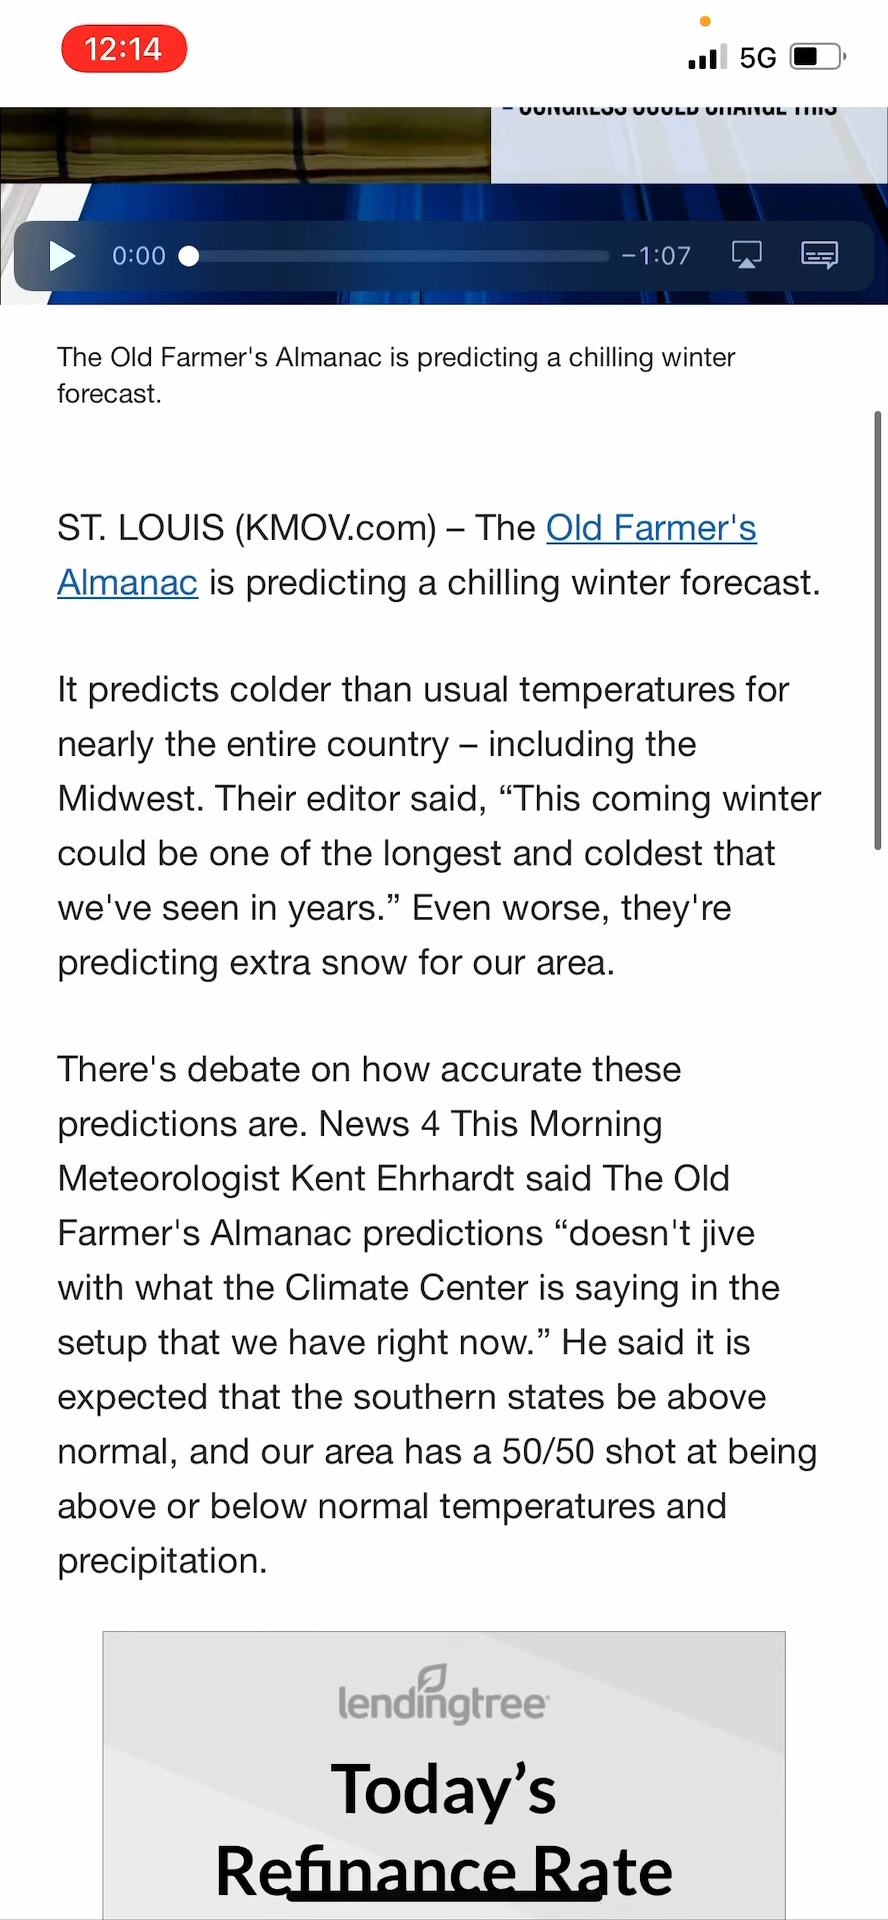 12:14
5G
- CONGRESS COULD CHANGE THIS
0:00
−1:07
The Old Farmer's Almanac is predicting a chilling winter
forecast.
ST. LOUIS (KMOV.com) – The Old Farmer's
Almanac is predicting a chilling winter forecast.
It predicts colder than usual temperatures for
nearly the entire country – including the
Midwest. Their editor said, “This coming winter
could be one of the longest and coldest that
we've seen in years.” Even worse, they're
predicting extra snow for our area.
There's debate on how accurate these
predictions are. News 4 This Morning
Meteorologist Kent Ehrhardt said The Old
Farmer's Almanac predictions “doesn't jive
with what the Climate Center is saying in the
setup that we have right now.” He said it is
expected that the southern states be above
normal, and our area has a 50/50 shot at being
above or below normal temperatures and
precipitation.
lendingtree
Today’s
Refinance Rate